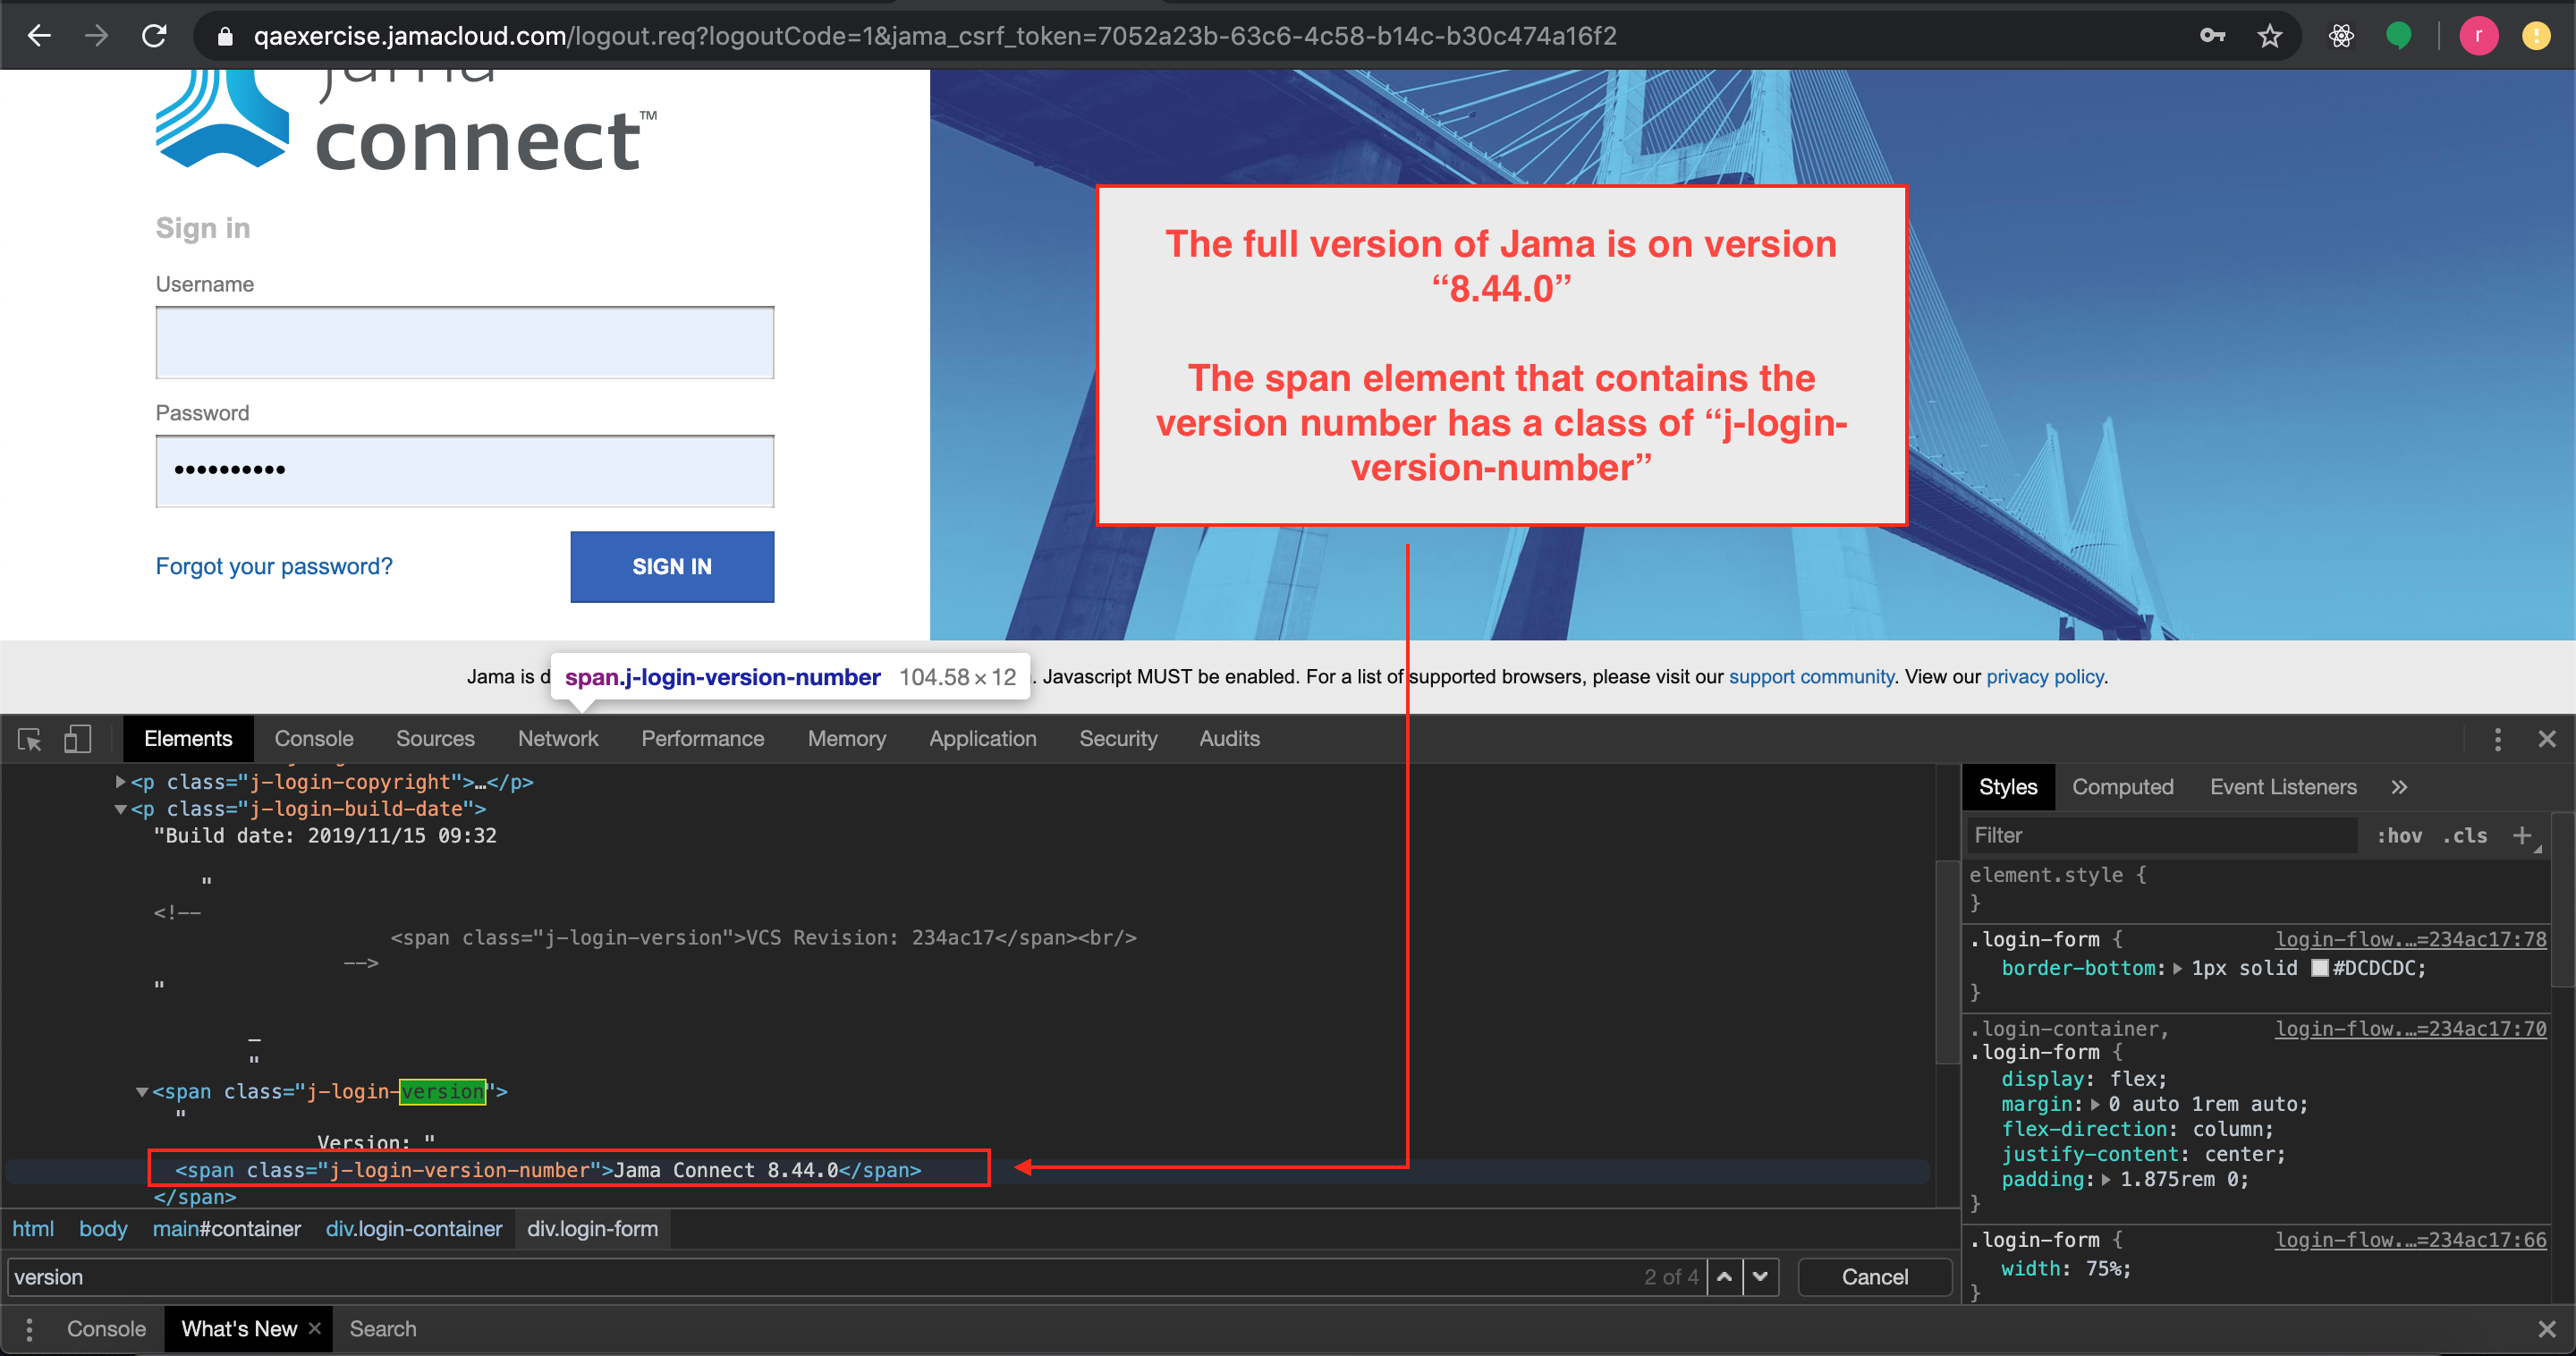 qaexercise.jamacloud.com/logout.req?logoutCode=1&jama_csrf_token=7052a23b-63c6-4c58-b14c-b30c474a16f2
r
jama
connect™
Sign in
Username
Password
••••••••••
Forgot your password?
SIGN IN
The full version of Jama is on version
“8.44.0”
The span element that contains the
version number has a class of “j-login-
version-number”
Jama is d
span.j-login-version-number 104.58 × 12
. Javascript MUST be enabled. For a list of supported browsers, please visit our support community. View our privacy policy.
Elements Console Sources Network Performance Memory Application Security Audits
<p class="j-login-copyright">…</p>
<p class="j-login-build-date">
"Build date: 2019/11/15 09:32
"
<!--
<span class="j-login-version">VCS Revision: 234ac17</span><br/>
-->
"
–
"
<span class="j-login-version">
"
Version: "
<span class="j-login-version-number">Jama Connect 8.44.0</span>
</span>
html body main#container div.login-container div.login-form
version 2 of 4 Cancel
Styles Computed Event Listeners »
Filter :hov .cls +
element.style {
}
.login-form { login-flow.…=234ac17:78
border-bottom: 1px solid #DCDCDC;
}
.login-container, login-flow.…=234ac17:70
.login-form {
display: flex;
margin: 0 auto 1rem auto;
flex-direction: column;
justify-content: center;
padding: 1.875rem 0;
}
.login-form { login-flow.…=234ac17:66
width: 75%;
}
Console What's New × Search